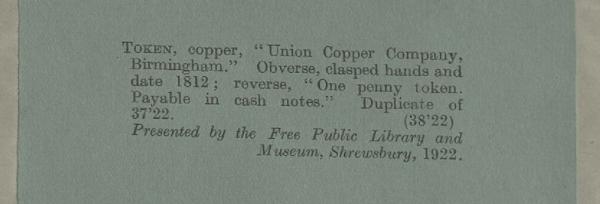 TOKEN, copper, "Union Copper Company,
Birmingham." Obverse, clasped hands and
date 1812; reverse, "One penny token.
Payable in cash notes." Duplicate of
37'22. (38'22)
Presented by the Free Public Library and
Museum, Shrewsbury, 1922.